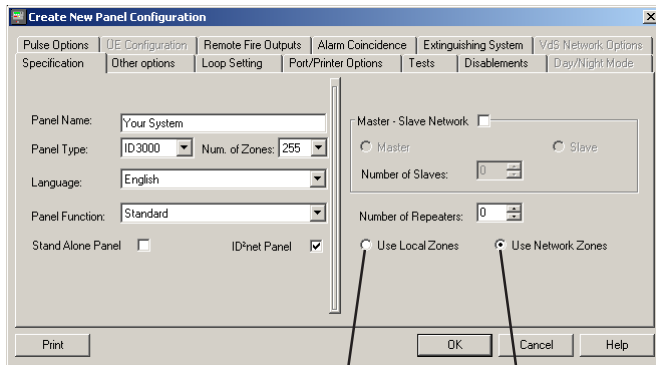 Create New Panel Configuration
Pulse Options UE Configuration Remote Fire Outputs Alarm Coincidence Extinguishing System VdS Network Options
Specification Other options Loop Setting Port/Printer Options Tests Disablements Day/Night Mode
Panel Name: Your System
Panel Type: ID3000 Num. of Zones: 255
Language: English
Panel Function: Standard
Stand Alone Panel ID²net Panel
Master - Slave Network
Master Slave
Number of Slaves: 0
Number of Repeaters: 0
Use Local Zones Use Network Zones
Print OK Cancel Help